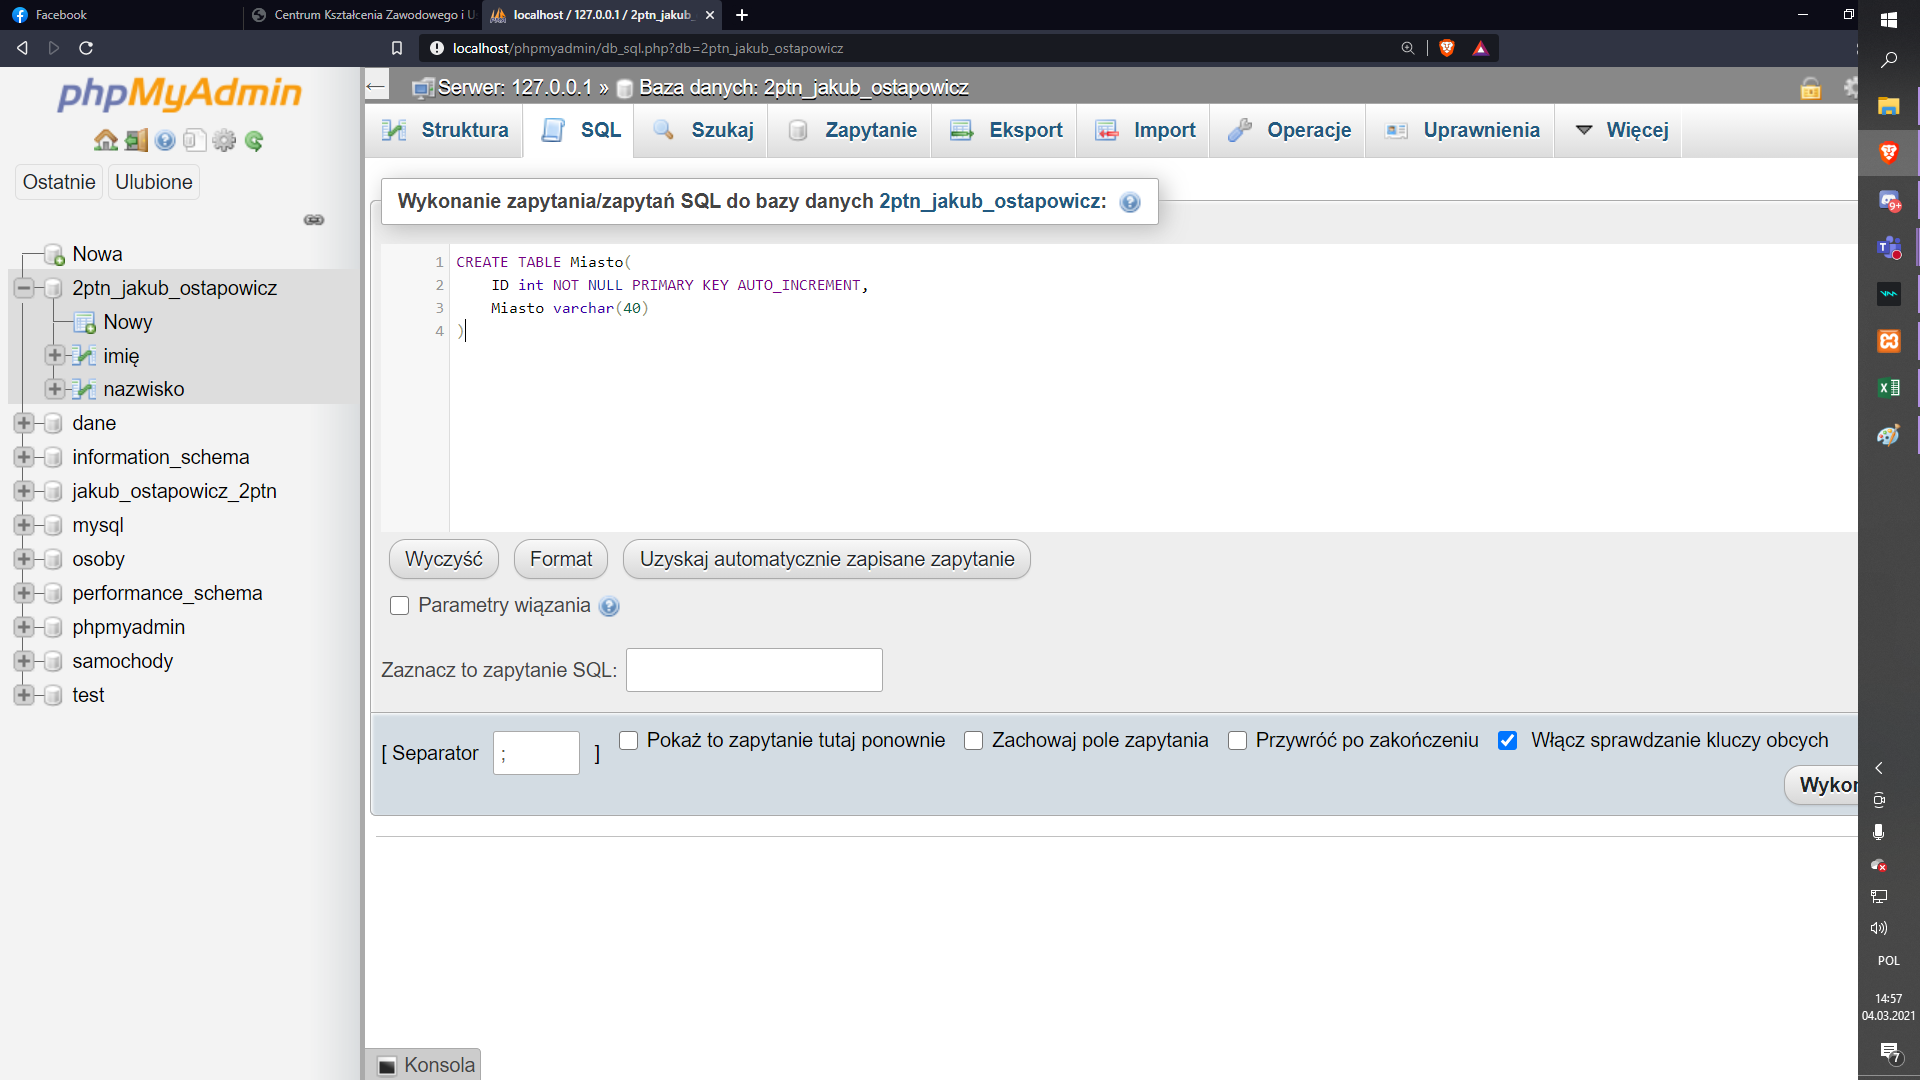 Facebook
Centrum Kształcenia Zawodowego i U
localhost / 127.0.0.1 / 2ptn_jakub_
localhost/phpmyadmin/db_sql.php?db=2ptn_jakub_ostapowicz
phpMyAdmin
Ostatnie
Ulubione
Nowa
2ptn_jakub_ostapowicz
Nowy
imię
nazwisko
dane
information_schema
jakub_ostapowicz_2ptn
mysql
osoby
performance_schema
phpmyadmin
samochody
test
Serwer: 127.0.0.1 » Baza danych: 2ptn_jakub_ostapowicz
Struktura
SQL
Szukaj
Zapytanie
Eksport
Import
Operacje
Uprawnienia
Więcej
Wykonanie zapytania/zapytań SQL do bazy danych 2ptn_jakub_ostapowicz:
1 CREATE TABLE Miasto(
2 ID int NOT NULL PRIMARY KEY AUTO_INCREMENT,
3 Miasto varchar(40)
4 )
Wyczyść
Format
Uzyskaj automatycznie zapisane zapytanie
Parametry wiązania
Zaznacz to zapytanie SQL:
[ Separator ; ]
Pokaż to zapytanie tutaj ponownie
Zachowaj pole zapytania
Przywróć po zakończeniu
Włącz sprawdzanie kluczy obcych
Wykon
Konsola
9+
POL
14:57
04.03.2021
7